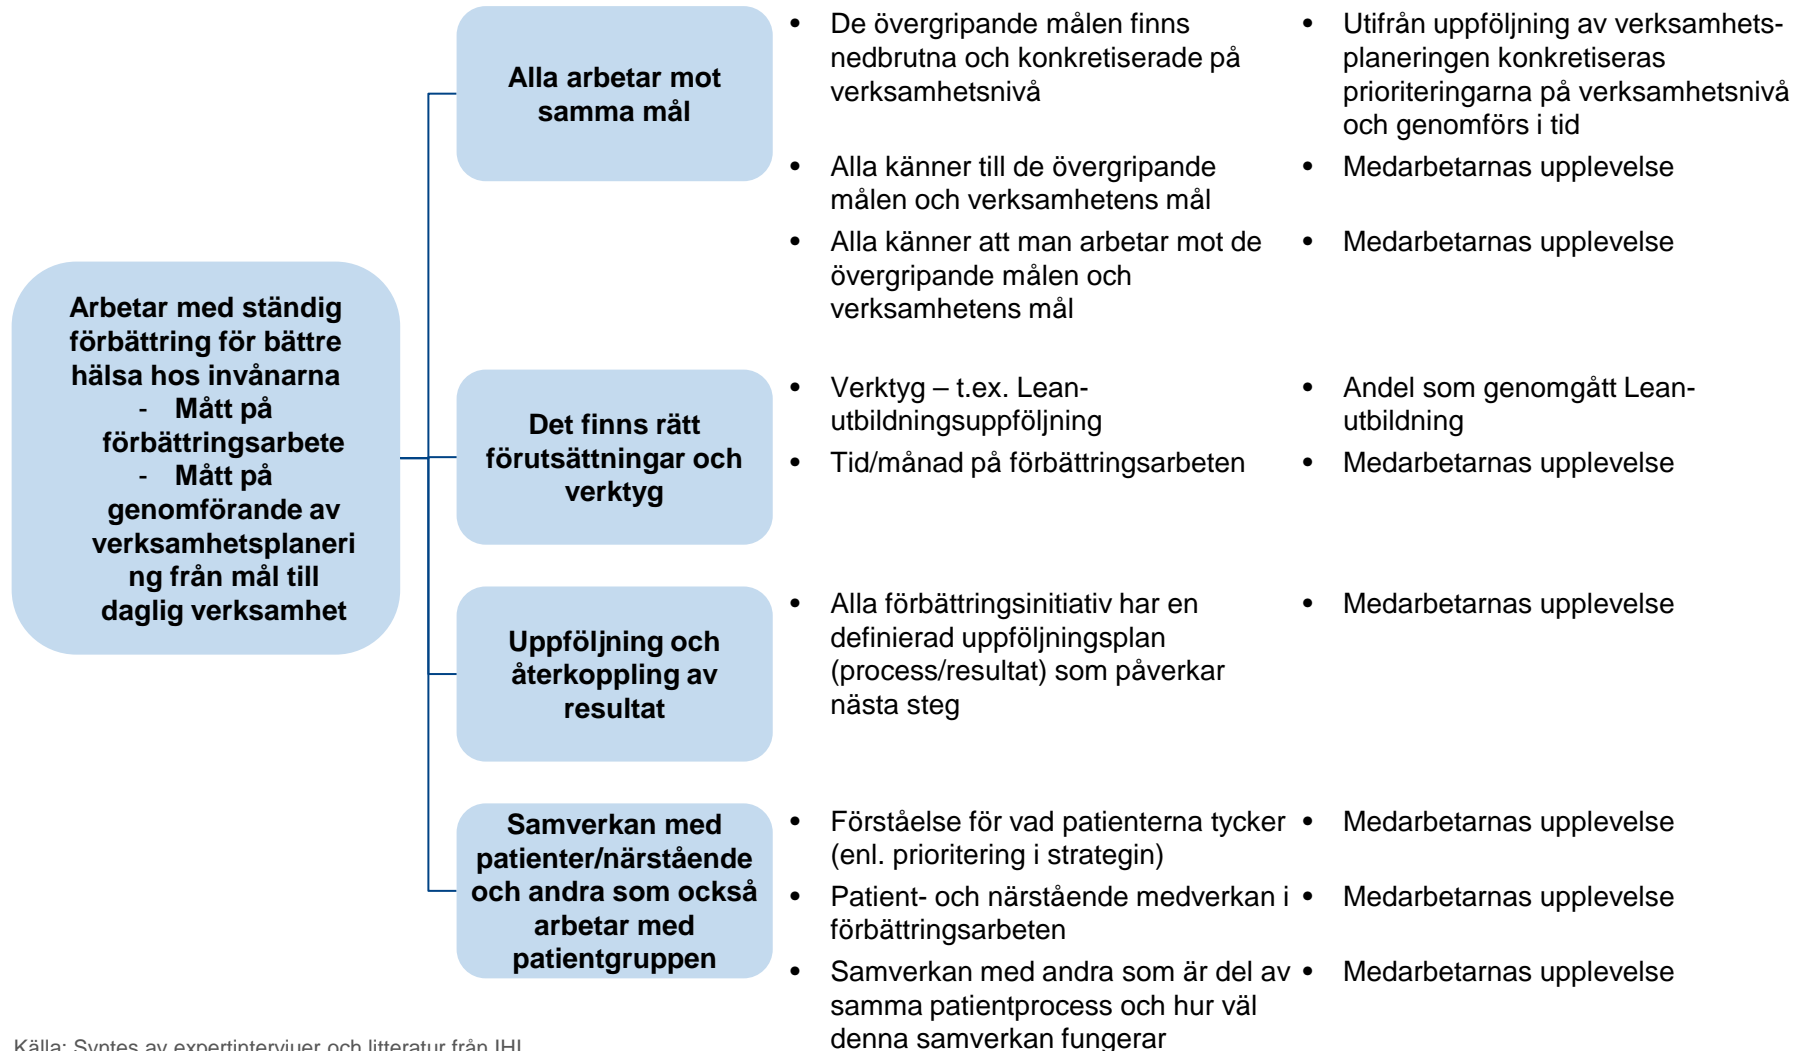 Arbetar med ständig
förbättring för bättre
hälsa hos invånarna
- Mått på
förbättringsarbete
- Mått på
genomförande av
verksamhetsplaneri
ng från mål till
daglig verksamhet
Alla arbetar mot
samma mål
• De övergripande målen finns
nedbrutna och konkretiserade på
verksamhetsnivå
• Utifrån uppföljning av verksamhets-
planeringen konkretiseras
prioriteringarna på verksamhetsnivå
och genomförs i tid
• Alla känner till de övergripande
målen och verksamhetens mål
• Medarbetarnas upplevelse
• Alla känner att man arbetar mot de
övergripande målen och
verksamhetens mål
• Medarbetarnas upplevelse
Det finns rätt
förutsättningar och
verktyg
• Verktyg – t.ex. Lean-
utbildningsuppföljning
• Andel som genomgått Lean-
utbildning
• Tid/månad på förbättringsarbeten
• Medarbetarnas upplevelse
Uppföljning och
återkoppling av
resultat
• Alla förbättringsinitiativ har en
definierad uppföljningsplan
(process/resultat) som påverkar
nästa steg
• Medarbetarnas upplevelse
Samverkan med
patienter/närstående
och andra som också
arbetar med
patientgruppen
• Förståelse för vad patienterna tycker
(enl. prioritering i strategin)
• Medarbetarnas upplevelse
• Patient- och närstående medverkan i
förbättringsarbeten
• Medarbetarnas upplevelse
• Samverkan med andra som är del av
samma patientprocess och hur väl
denna samverkan fungerar
• Medarbetarnas upplevelse
Källa: Syntes av expertintervjuer och litteratur från IHI